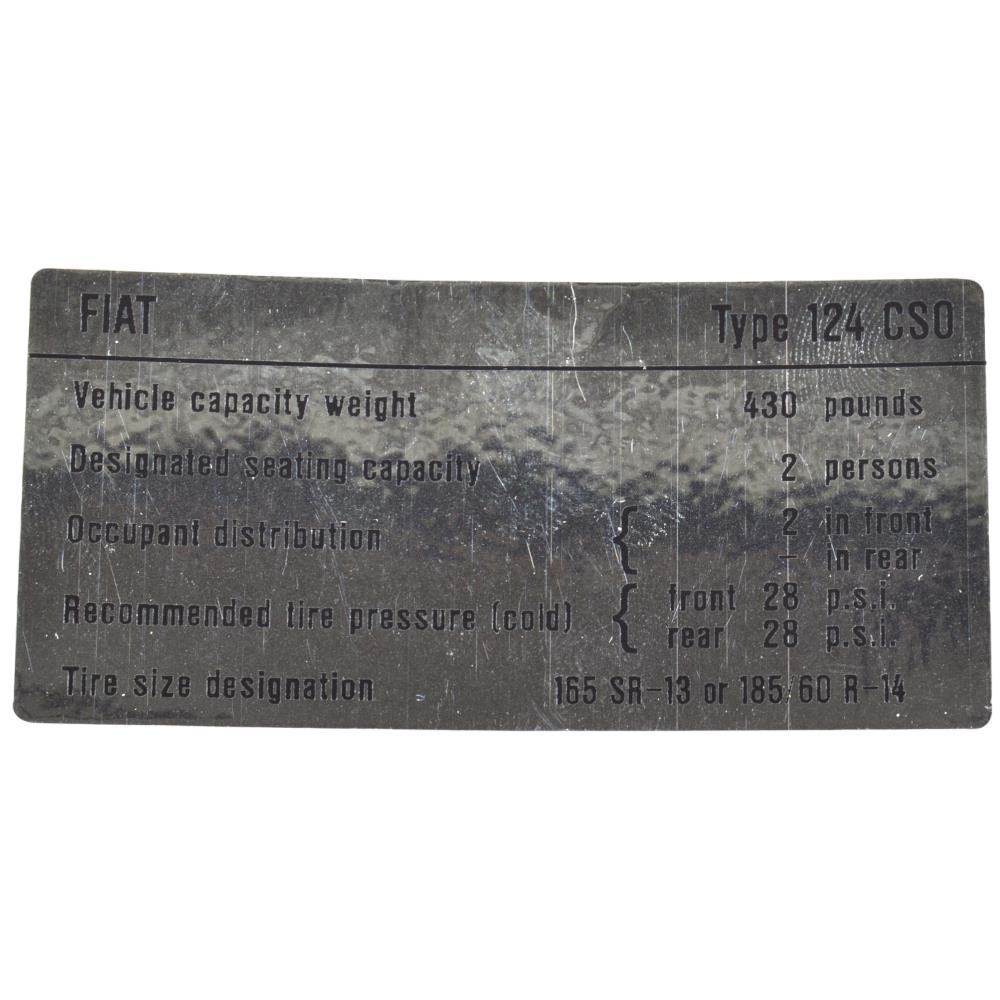 FIAT Type 124 CSO
Vehicle capacity weight 430 pounds
Designated seating capacity 2 persons
Occupant distribution { 2 in front
– in rear
Recommended tire pressure (cold) { front 28 p.s.i.
rear 28 p.s.i.
Tire size designation 165 SR-13 or 185/60 R-14